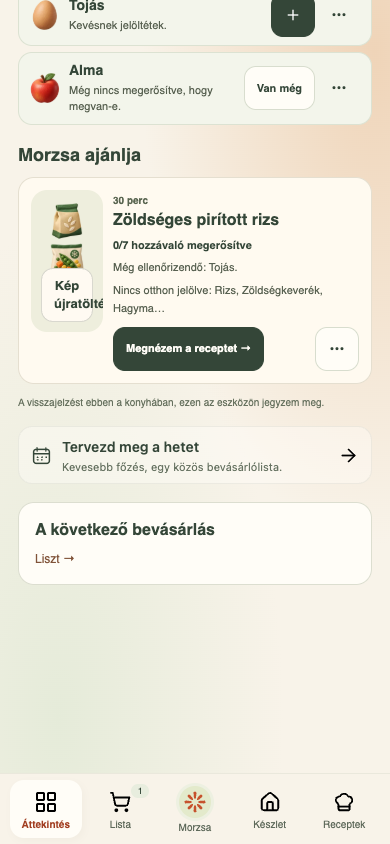 Tojás
Kevésnek jelöltétek.
Alma
Még nincs megerősítve, hogy
megvan-e.
Van még
Morzsa ajánlja
30 perc
Zöldséges pirított rizs
0/7 hozzávaló megerősítve
Még ellenőrizendő: Tojás.
Nincs otthon jelölve: Rizs, Zöldségkeverék,
Hagyma…
Kép
újratölté
Megnézem a receptet →
A visszajelzést ebben a konyhában, ezen az eszközön jegyzem meg.
Tervezd meg a hetet
Kevesebb főzés, egy közös bevásárlólista.
A következő bevásárlás
Liszt →
1
Áttekintés
Lista
Morzsa
Készlet
Receptek